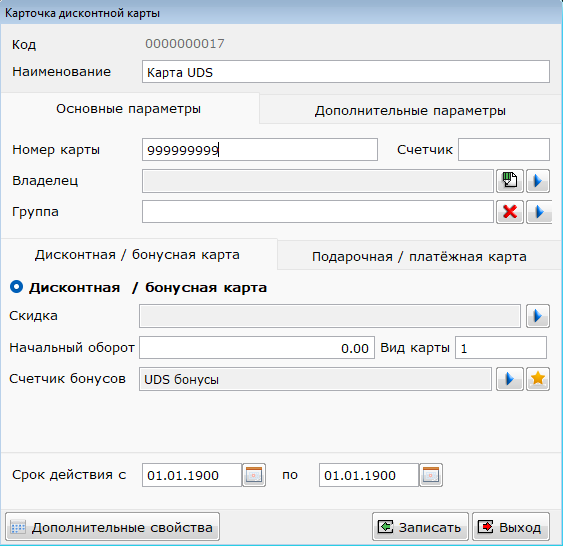 Карточка дисконтной карты
Код 0000000017
Наименование Карта UDS
Основные параметры Дополнительные параметры
Номер карты 999999999 Счетчик
Владелец
Группа
Дисконтная / бонусная карта Подарочная / платёжная карта
Дисконтная / бонусная карта
Скидка
Начальный оборот 0.00 Вид карты 1
Счетчик бонусов UDS бонусы
Срок действия с 01.01.1900 по 01.01.1900
Дополнительные свойства Записать Выход